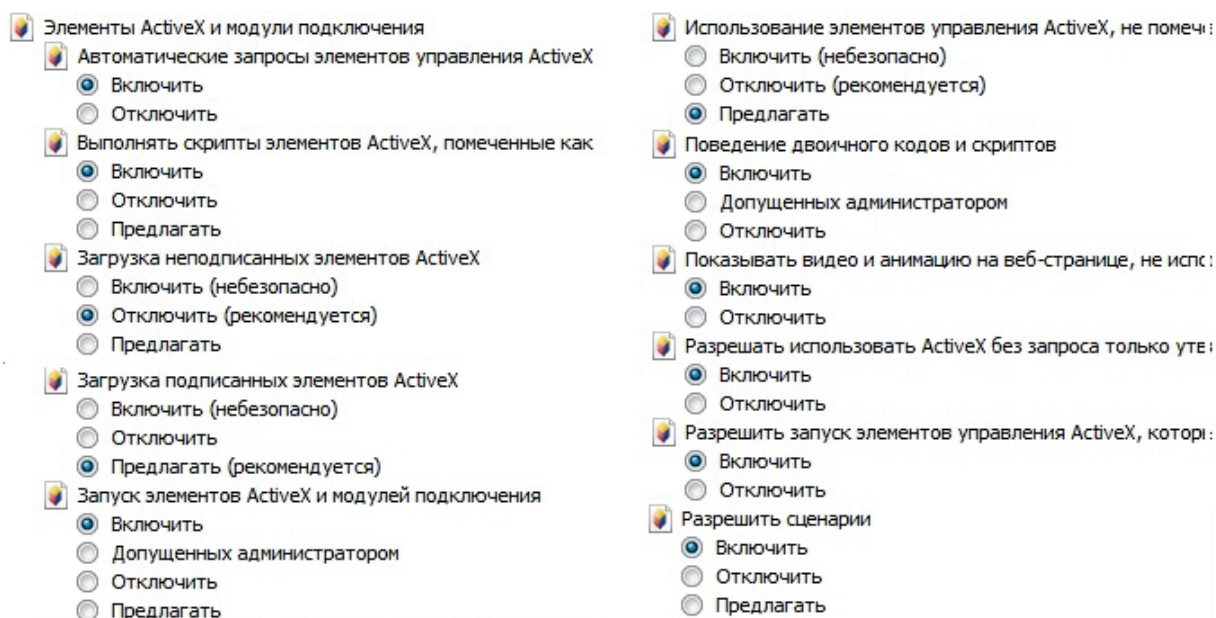 Элементы ActiveX и модули подключения
Автоматические запросы элементов управления ActiveX
Включить
Отключить
Выполнять скрипты элементов ActiveX, помеченные как
Включить
Отключить
Предлагать
Загрузка неподписанных элементов ActiveX
Включить (небезопасно)
Отключить (рекомендуется)
Предлагать
Загрузка подписанных элементов ActiveX
Включить (небезопасно)
Отключить
Предлагать (рекомендуется)
Запуск элементов ActiveX и модулей подключения
Включить
Допущенных администратором
Отключить
Предлагать
Использование элементов управления ActiveX, не
Включить (небезопасно)
Отключить (рекомендуется)
Предлагать
Поведение двоичного кодов и скриптов
Включить
Допущенных администратором
Отключить
Показывать видео и анимацию на веб-странице, не
Включить
Отключить
Разрешать использовать ActiveX без запроса только
Включить
Отключить
Разрешить запуск элементов управления ActiveX,
Включить
Отключить
Разрешить сценарии
Включить
Отключить
Предлагать